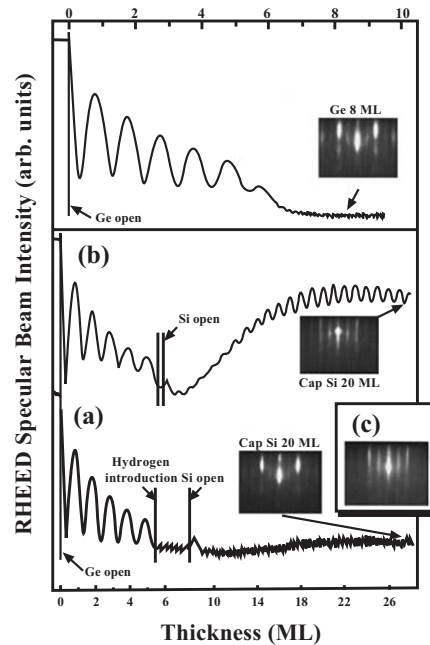 0 2 4 6 8 10
RHEED Specular Beam Intensity (arb. units)
Ge 8 ML
Ge open
(b)
Si open
Cap Si 20 ML
(a)
(c)
Cap Si 20 ML
Hydrogen
introduction Si open
Ge open
0 2 4 6 10 14 18 22 26
Thickness (ML)